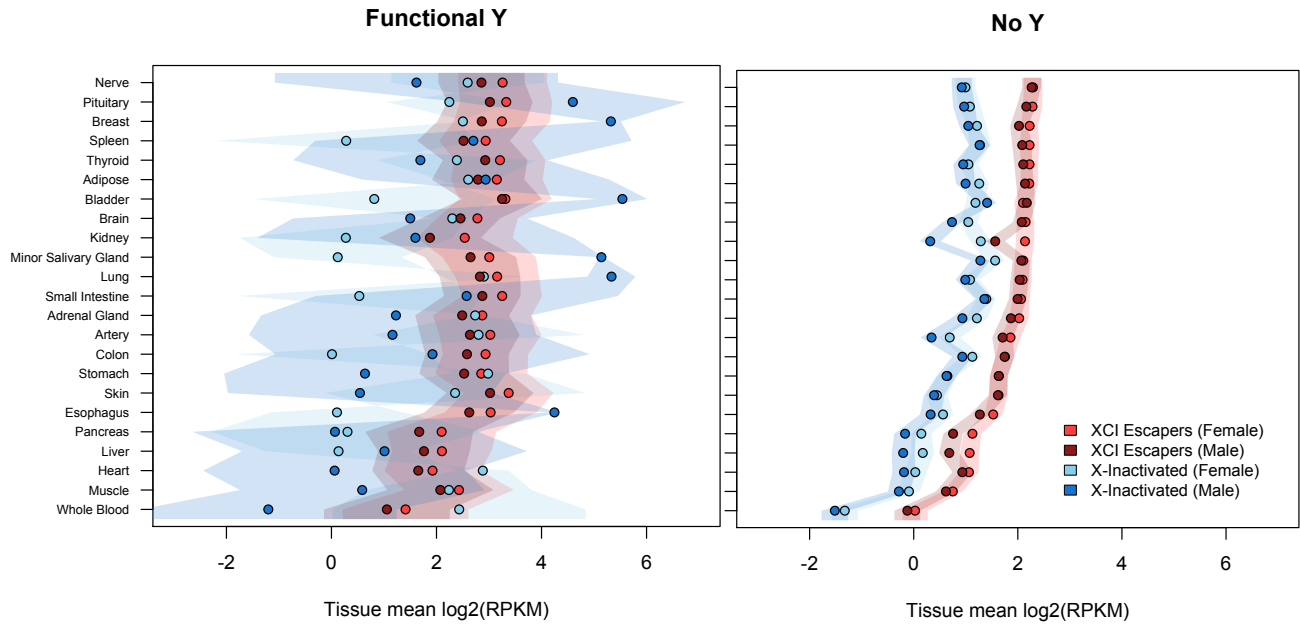 Functional Y
No Y
Nerve
Pituitary
Breast
Spleen
Thyroid
Adipose
Bladder
Brain
Kidney
Minor Salivary Gland
Lung
Small Intestine
Adrenal Gland
Artery
Colon
Stomach
Skin
Esophagus
Pancreas
Liver
Heart
Muscle
Whole Blood
XCI Escapers (Female)
XCI Escapers (Male)
X-Inactivated (Female)
X-Inactivated (Male)
-2 0 2 4 6
-2 0 2 4 6
Tissue mean log2(RPKM)
Tissue mean log2(RPKM)